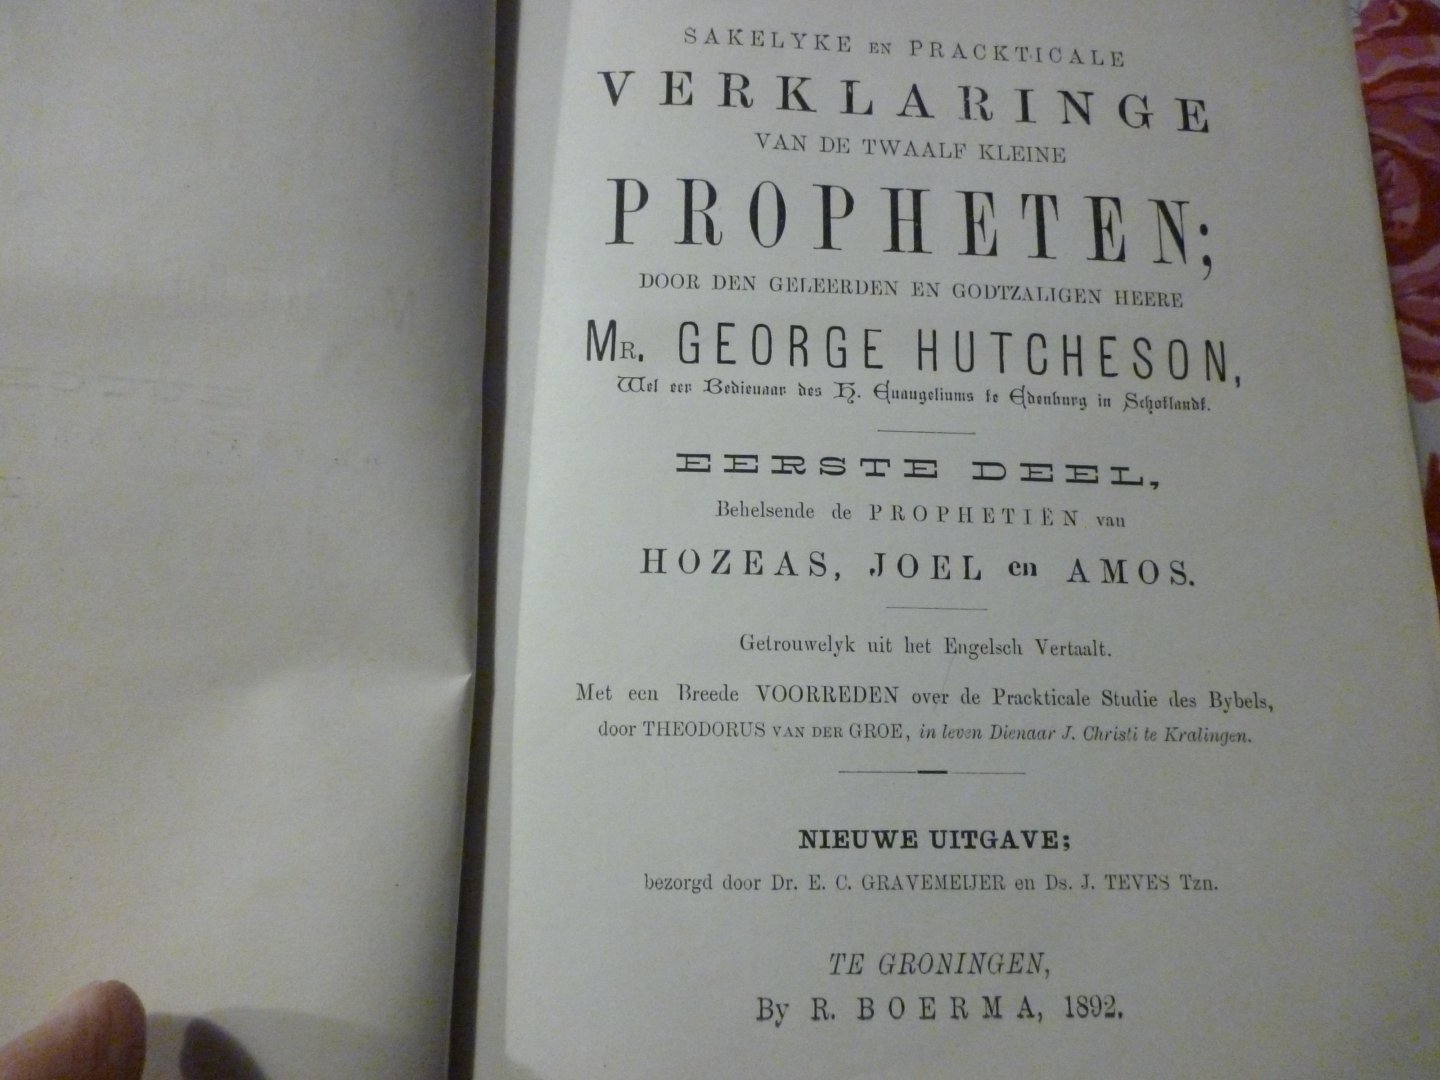 SAKELYKE EN PRACKTICALE
VERKLARINGE
VAN DE TWAALF KLEINE
PROPHETEN;
DOOR DEN GELEERDEN EN GODTZALIGEN HEERE
MR. GEORGE HUTCHESON,
Wel eer Bedienaar des H. Euangeliums te Edenburg in Schotlandt.
EERSTE DEEL,
Behelsende de PROPHETIËN van
HOZEAS, JOEL en AMOS.
Getrouwelyk uit het Engelsch Vertaalt.
Met een Breede VOORREDEN over de Prackticale Studie des Bybels,
door THEODORUS VAN DER GROE, in leven Dienaar J. Christi te Kralingen.
NIEUWE UITGAVE;
bezorgd door Dr. E. C. GRAVEMEIJER en Ds. J. TEVES Tzn.
TE GRONINGEN,
By R. BOERMA, 1892.